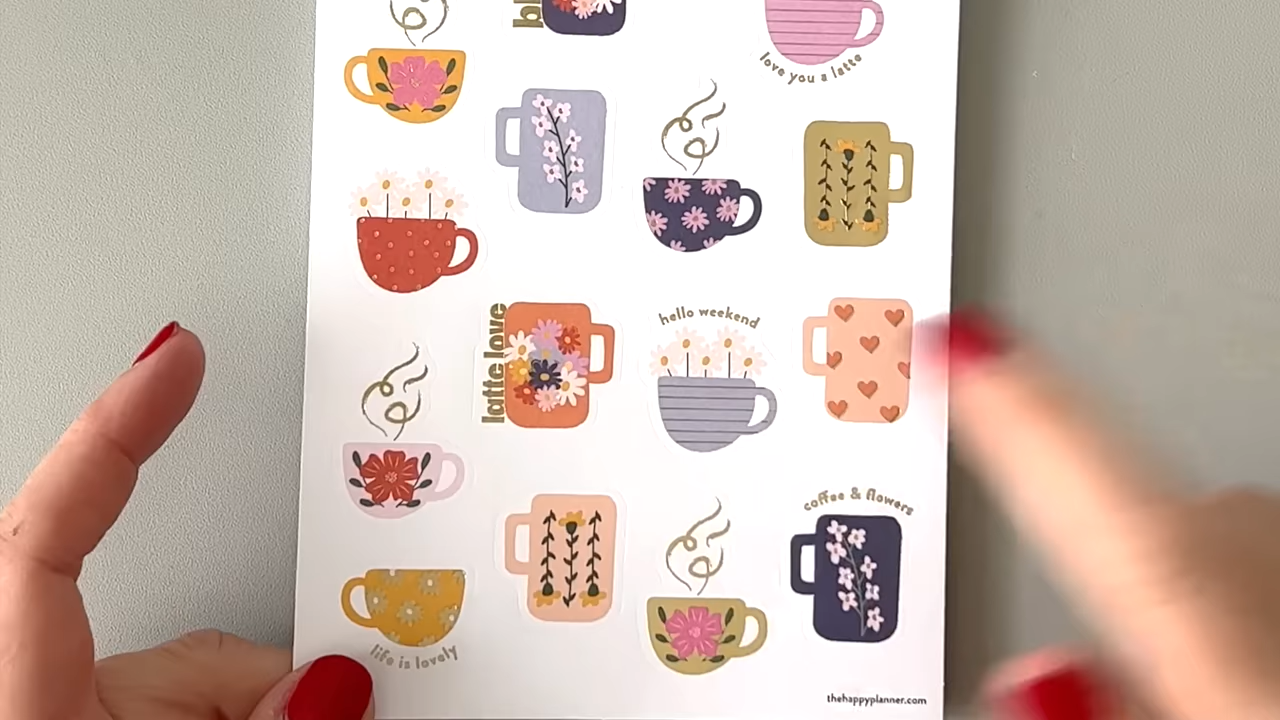 love you a latte
latte love
hello weekend
coffee & flowers
life is lovely
thehappyplanner.com